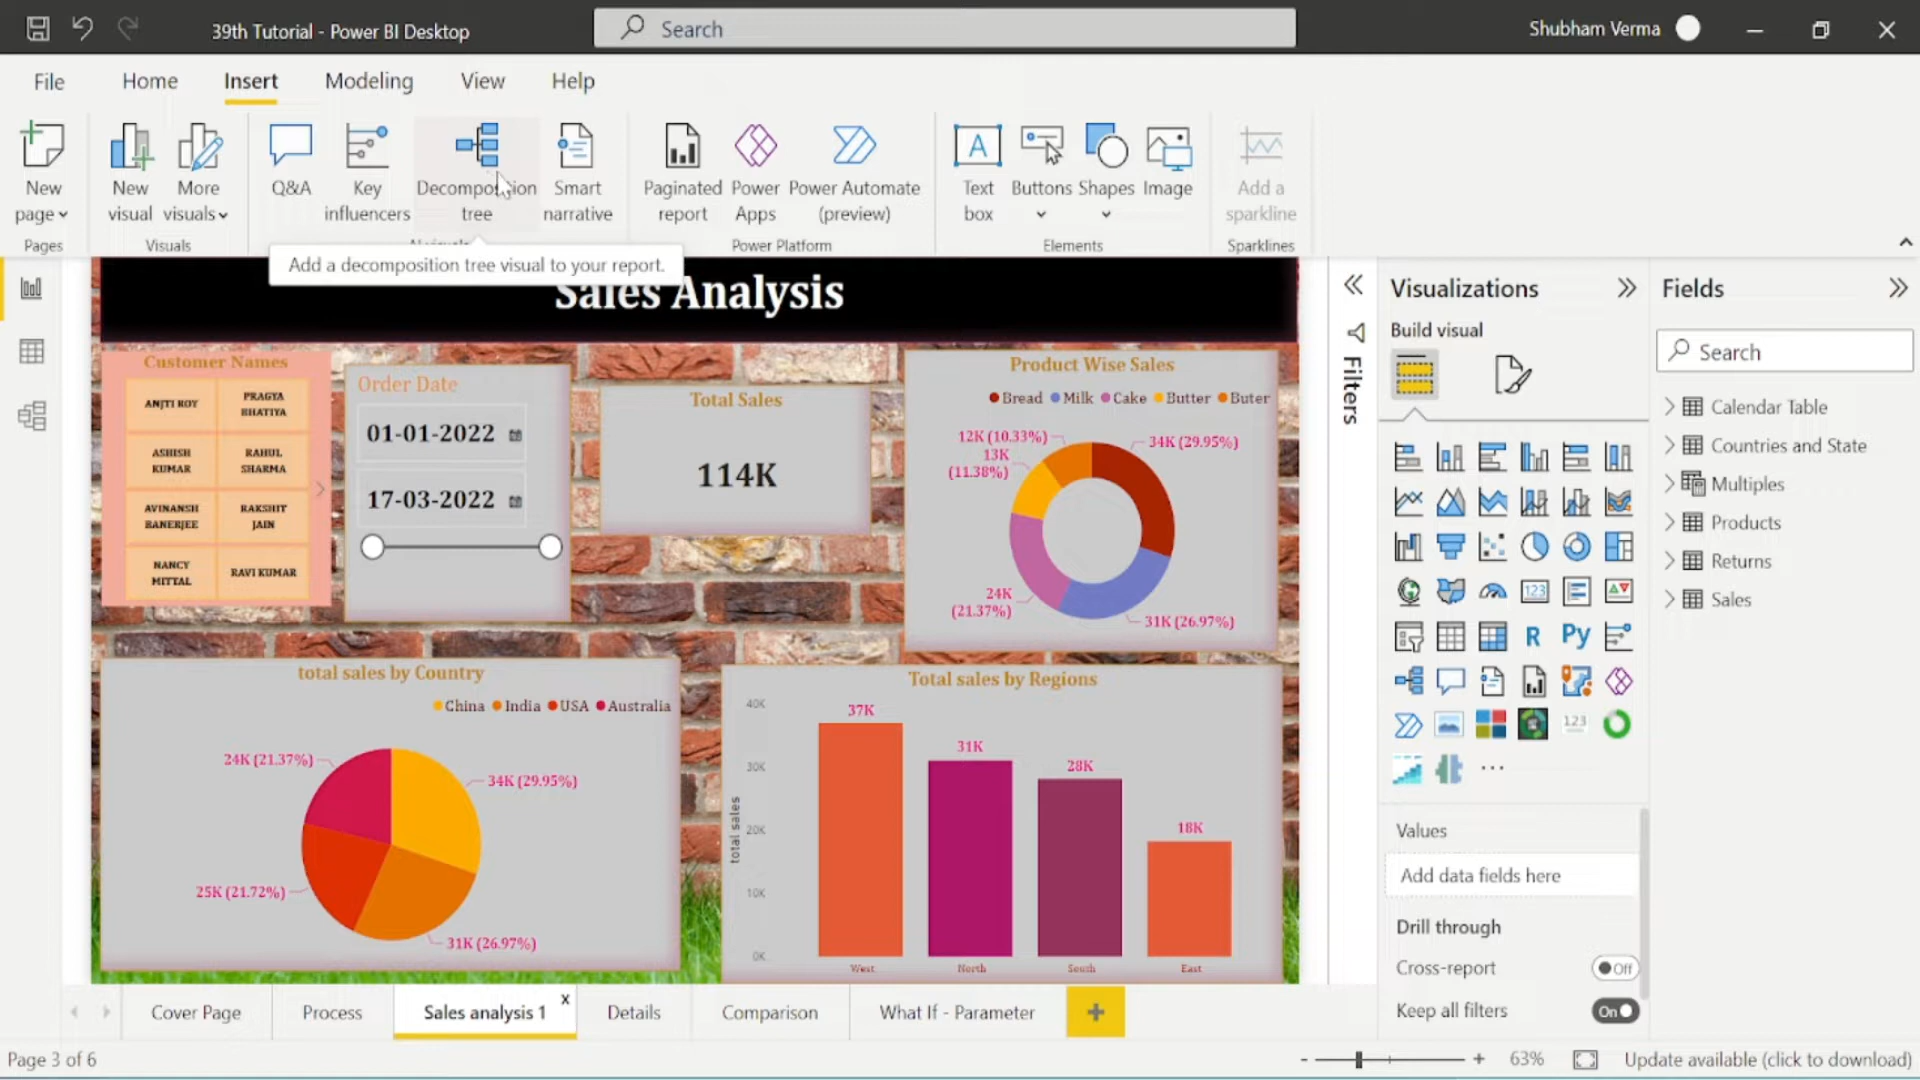 39th Tutorial - Power BI Desktop
Search
Shubham Verma
File
Home
Insert
Modeling
View
Help
New
page
New
visual
More
visuals
Q&A
Key
influencers
Decomposition
tree
Smart
narrative
Paginated
report
Power
Apps
Power Automate
(preview)
Text
box
Buttons
Shapes
Image
Add a
sparkline
Pages
Visuals
Power Platform
Elements
Sparklines
Add a decomposition tree visual to your report.
Sales Analysis
Customer Names
ANJTI ROY
PRAGYA
BHATIYA
ASHISH
KUMAR
RAHUL
SHARMA
AVINANSH
BANERJEE
RAKSHIT
JAIN
NANCY
MITTAL
RAVI KUMAR
Order Date
01-01-2022
17-03-2022
Total Sales
114K
Product Wise Sales
Bread
Milk
Cake
Butter
Buter
12K (10.33%)
34K (29.95%)
13K
(11.38%)
24K
(21.37%)
31K (26.97%)
total sales by Country
China
India
USA
Australia
24K (21.37%)
34K (29.95%)
25K (21.72%)
31K (26.97%)
Total sales by Regions
total sales
40K
30K
20K
10K
0K
37K
31K
28K
18K
West
North
South
East
Filters
Visualizations
Build visual
R
Py
123
123
Values
Add data fields here
Drill through
Cross-report
Off
Keep all filters
On
Fields
Search
Calendar Table
Countries and State
Multiples
Products
Returns
Sales
Cover Page
Process
Sales analysis 1
x
Details
Comparison
What If - Parameter
+
Page 3 of 6
- +
63%
Update available (click to download)